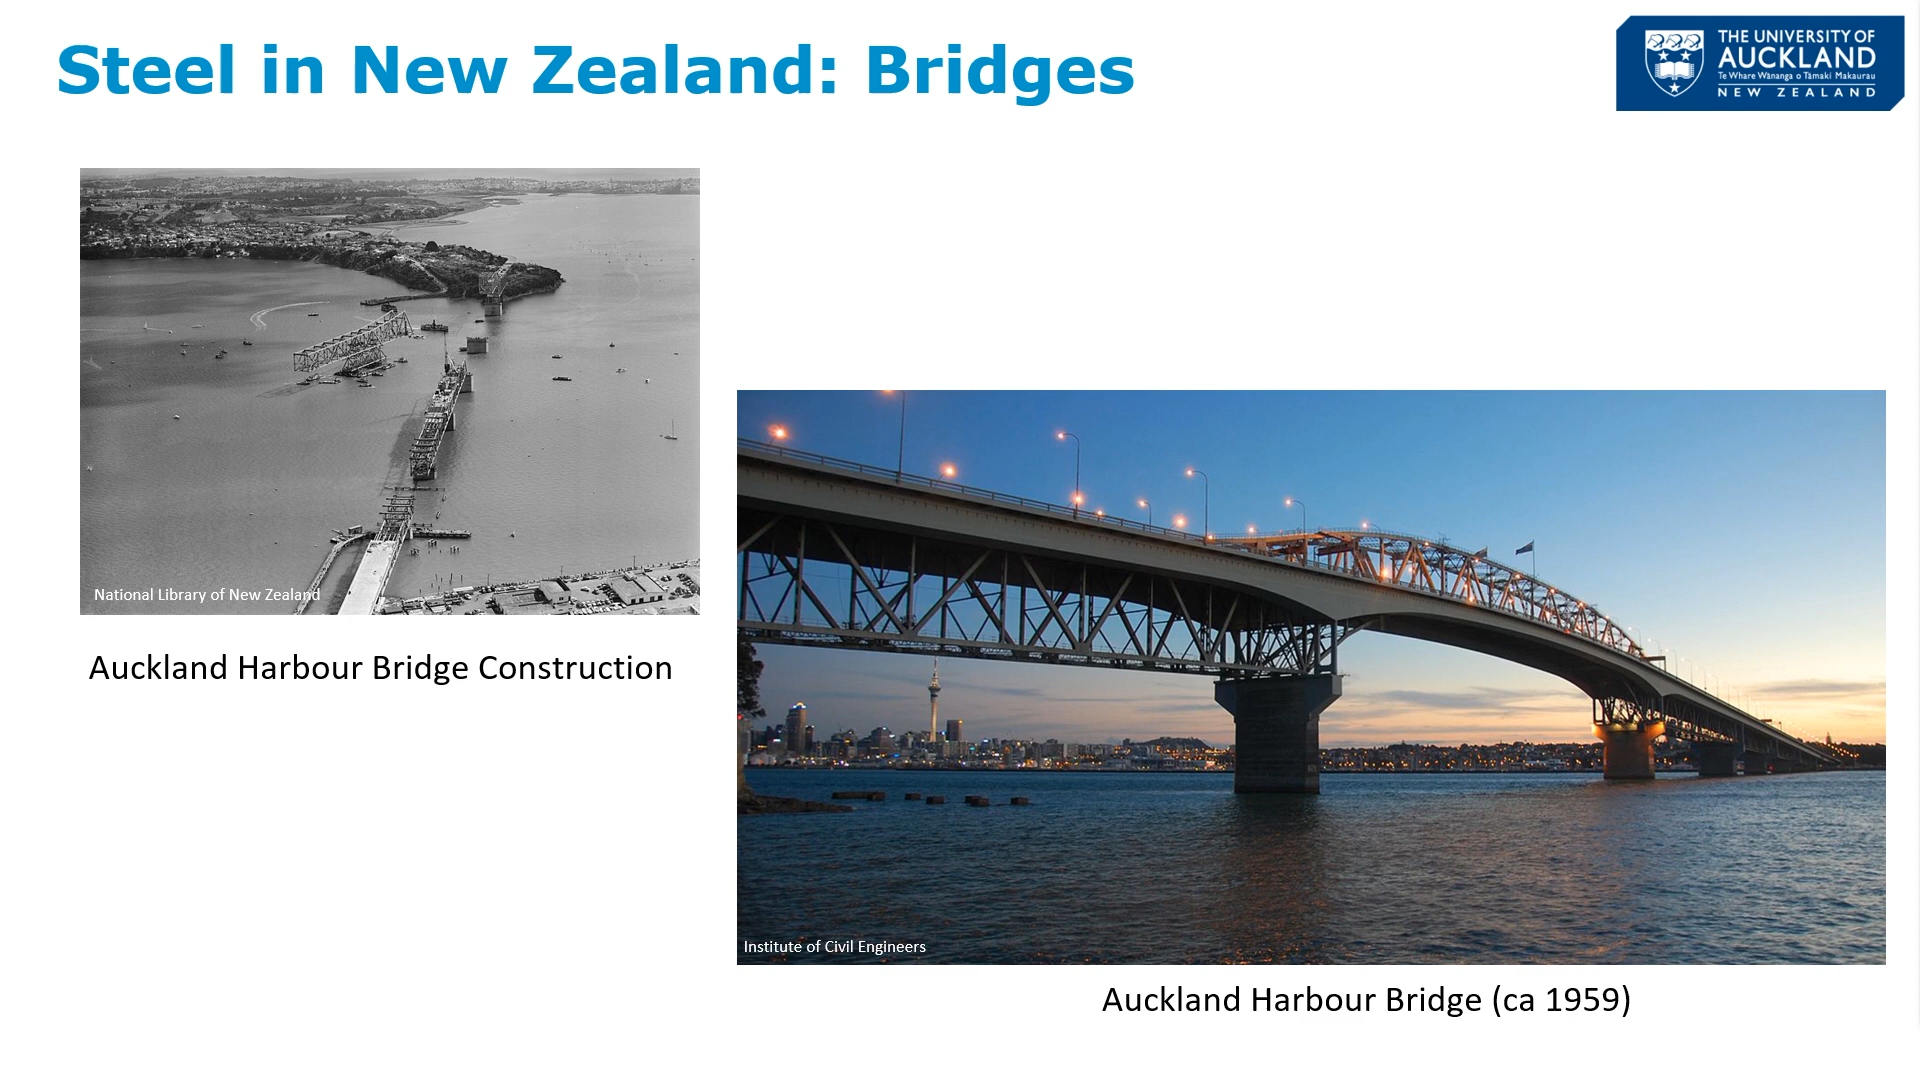 Steel in New Zealand: Bridges
THE UNIVERSITY OF
AUCKLAND
Te Whare Wānanga o Tāmaki Makaurau
NEW ZEALAND
National Library of New Zealand
Auckland Harbour Bridge Construction
Institute of Civil Engineers
Auckland Harbour Bridge (ca 1959)